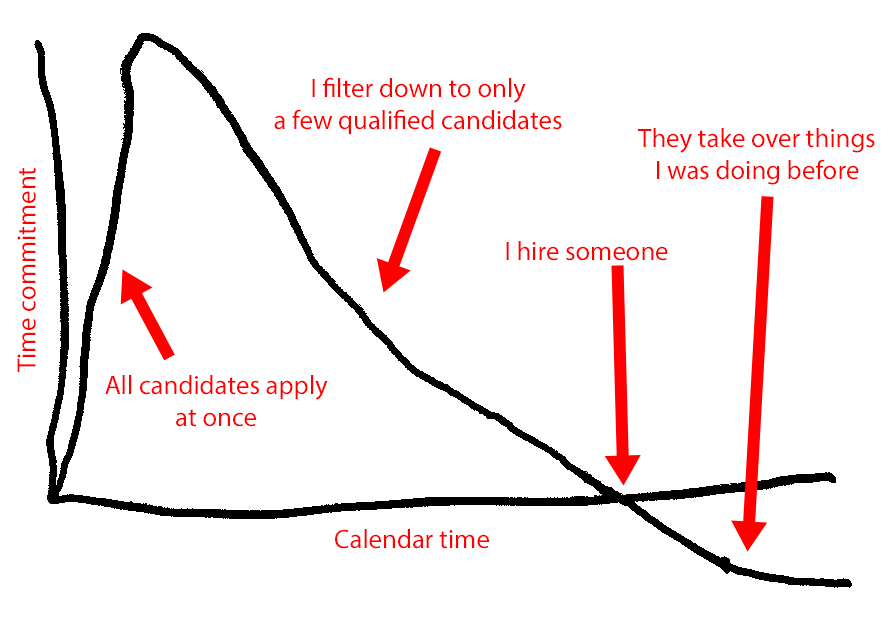 I filter down to only
a few qualified candidates
They take over things
I was doing before
I hire someone
Time commitment
All candidates apply
at once
Calendar time